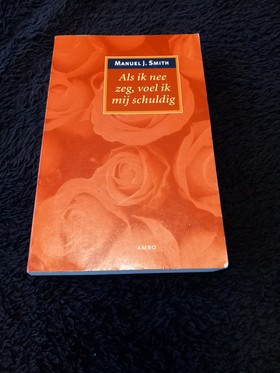 Manuel J. Smith
Als ik nee
zeg, voel ik
mij schuldig
AMBO